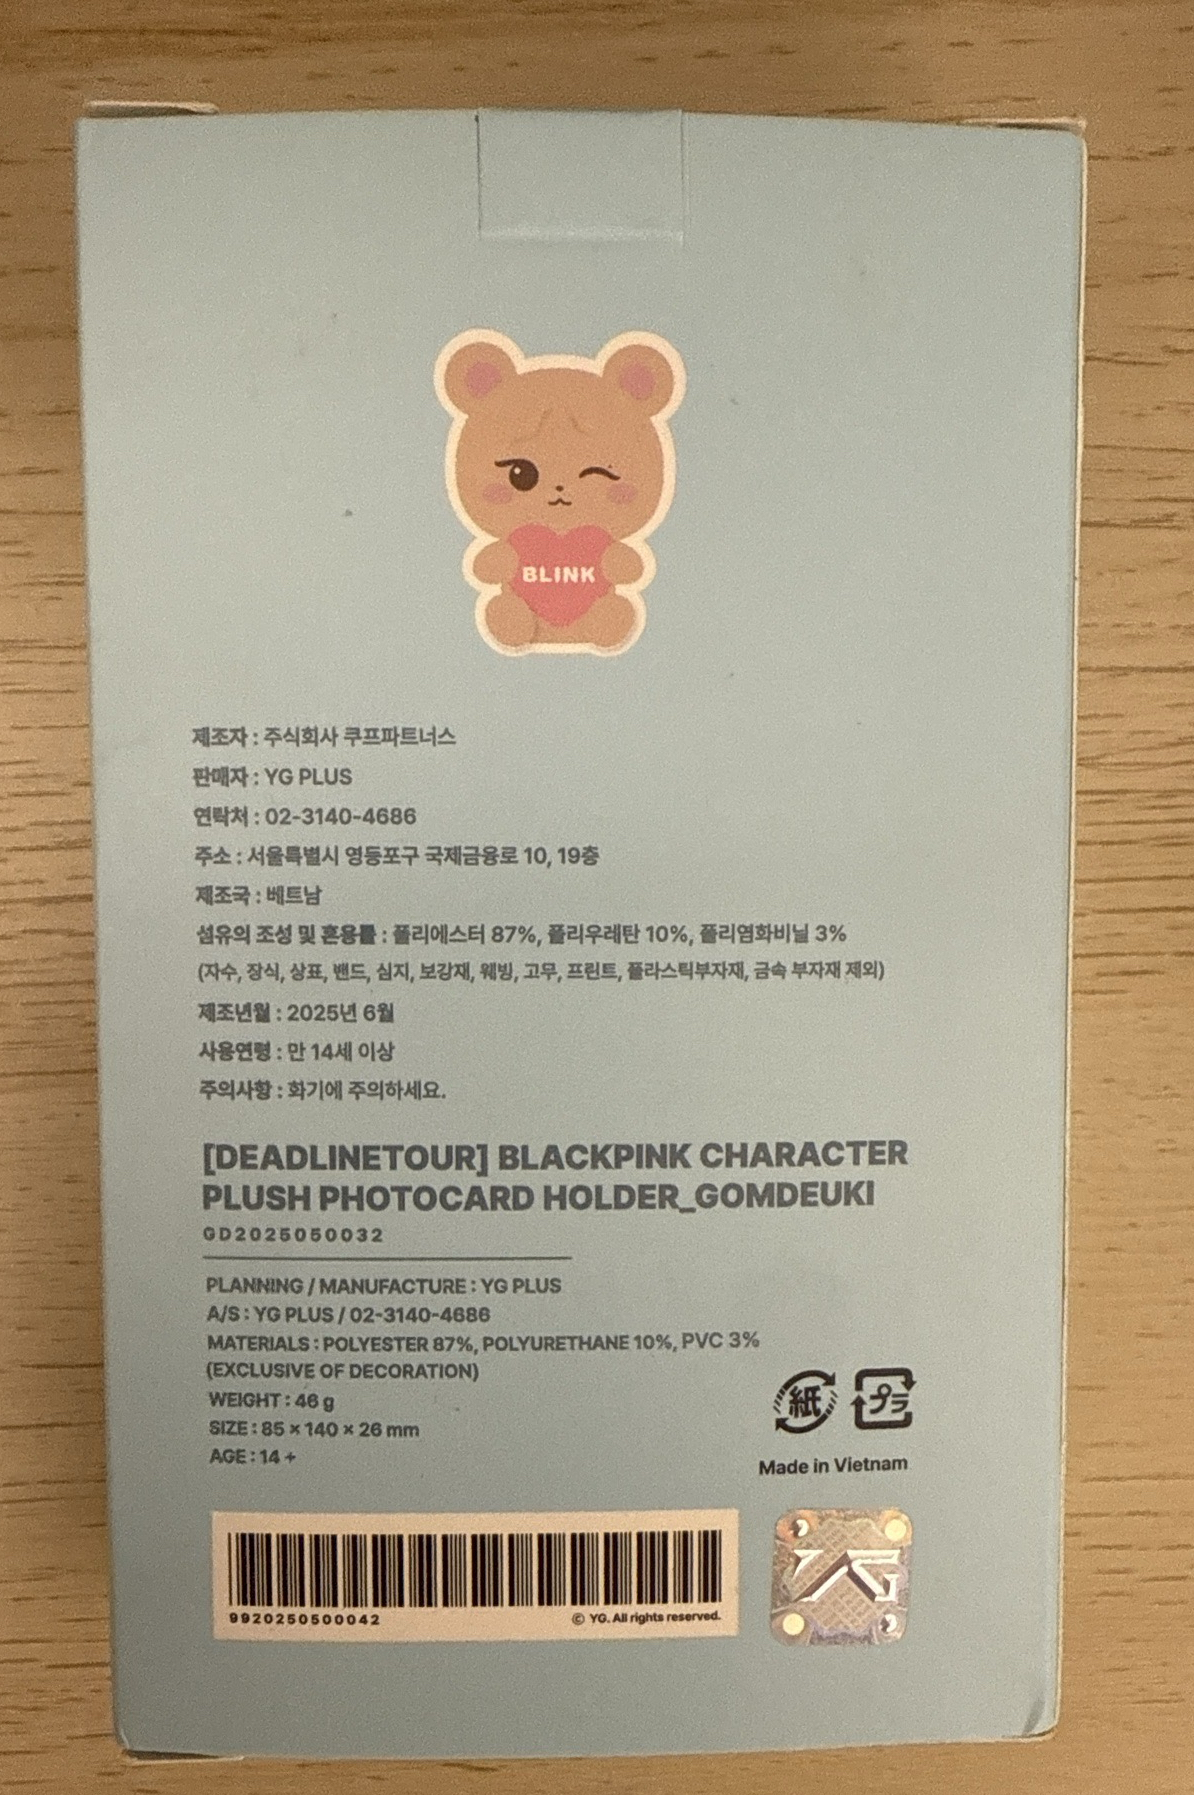 BLINK
제조자 : 주식회사 쿠프파트너스
판매자 : YG PLUS
연락처 : 02-3140-4686
주소 : 서울특별시 영등포구 국제금융로 10, 19층
제조국 : 베트남
섬유의 조성 및 혼용률 : 폴리에스터 87%, 폴리우레탄 10%, 폴리염화비닐 3%
(자수, 장식, 상표, 밴드, 심지, 보강재, 웨빙, 고무, 프린트, 플라스틱부자재, 금속 부자재 제외)
제조년월 : 2025년 6월
사용연령 : 만 14세 이상
주의사항 : 화기에 주의하세요.
[DEADLINETOUR] BLACKPINK CHARACTER
PLUSH PHOTOCARD HOLDER_GOMDEUKI
GD2025050032
PLANNING / MANUFACTURE : YG PLUS
A/S : YG PLUS / 02-3140-4686
MATERIALS : POLYESTER 87%, POLYURETHANE 10%, PVC 3%
(EXCLUSIVE OF DECORATION)
WEIGHT : 46 g
SIZE : 85 × 140 × 26 mm
AGE : 14 +
紙 プラ
Made in Vietnam
9920250500042
© YG. All rights reserved.
YG